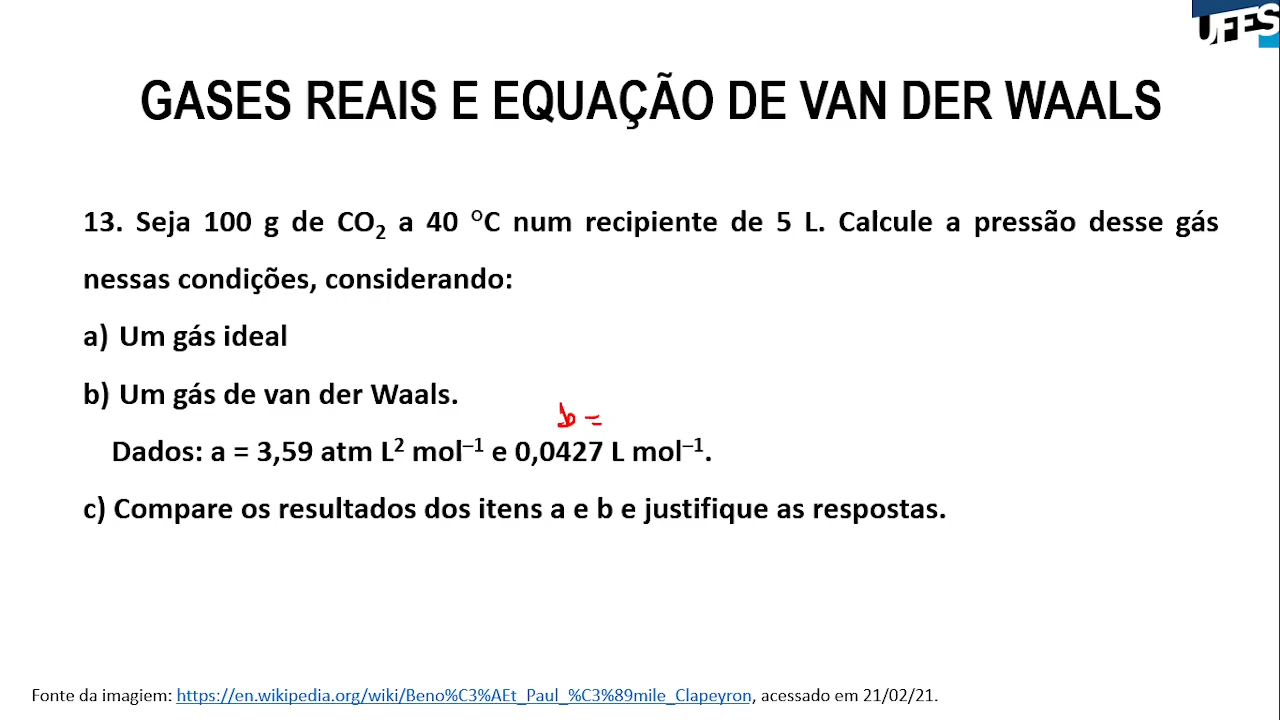 UFES
GASES REAIS E EQUAÇÃO DE VAN DER WAALS
13. Seja 100 g de CO₂ a 40 °C num recipiente de 5 L. Calcule a pressão desse gás
nessas condições, considerando:
a) Um gás ideal
b) Um gás de van der Waals.
b =
Dados: a = 3,59 atm L² mol⁻¹ e 0,0427 L mol⁻¹.
c) Compare os resultados dos itens a e b e justifique as respostas.
Fonte da imagiem: https://en.wikipedia.org/wiki/Beno%C3%AEt_Paul_%C3%89mile_Clapeyron, acessado em 21/02/21.